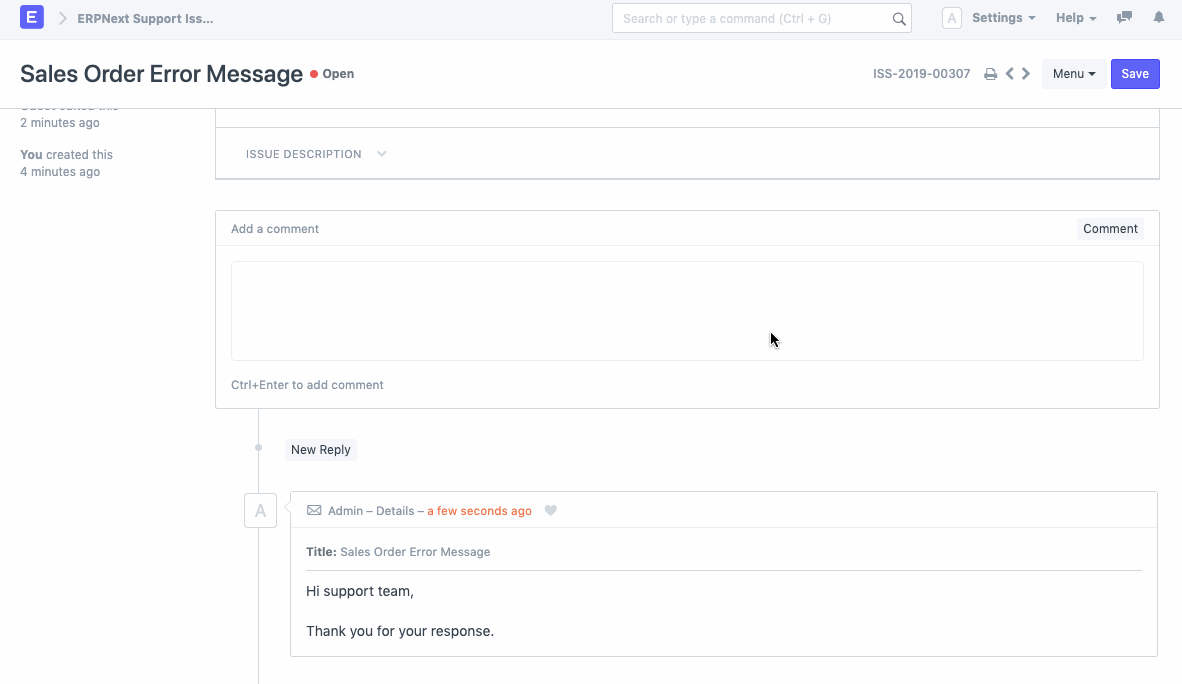 E
ERPNext Support Iss...
Search or type a command (Ctrl + G)
A
Settings
Help
Sales Order Error Message
Open
ISS-2019-00307
Menu
Save
2 minutes ago
You created this
4 minutes ago
ISSUE DESCRIPTION
Add a comment
Comment
Ctrl+Enter to add comment
New Reply
A
Admin – Details – a few seconds ago
Title: Sales Order Error Message
Hi support team,
Thank you for your response.